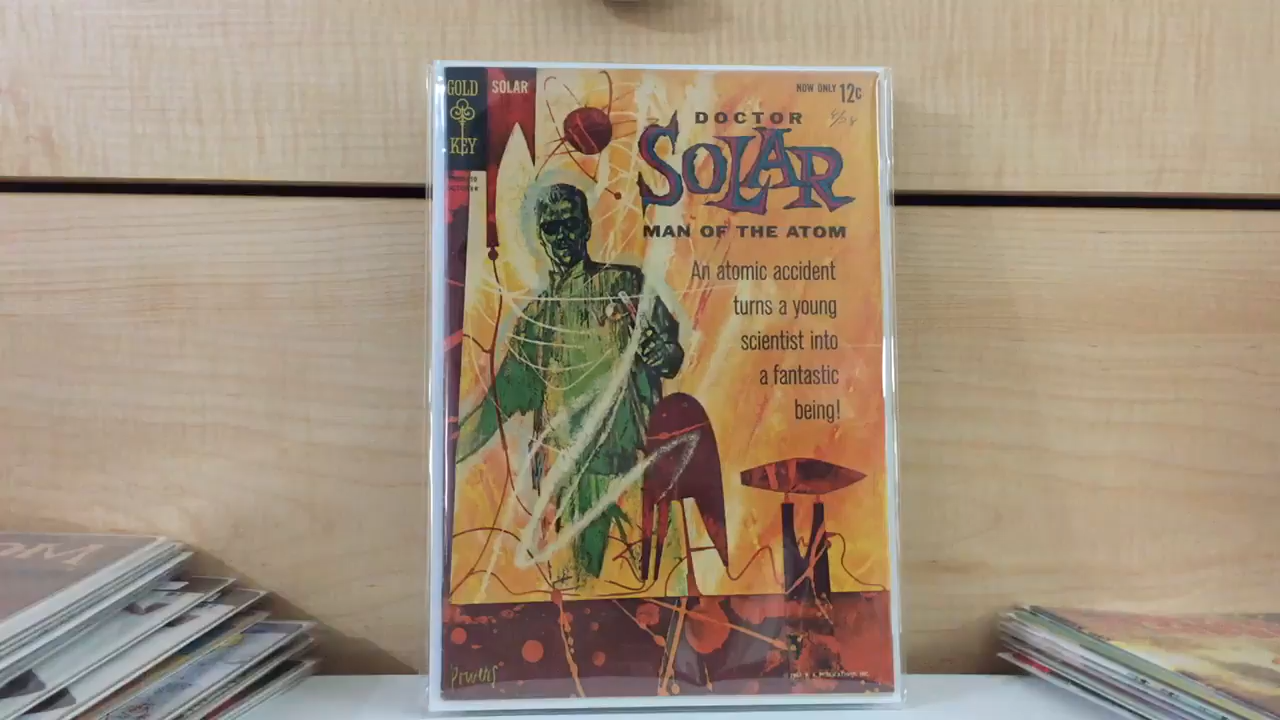 GOLD
KEY
SOLAR
NOW ONLY 12¢
DOCTOR
SOLAR
MAN OF THE ATOM
An atomic accident
turns a young
scientist into
a fantastic
being!
OCTOBER
Powers